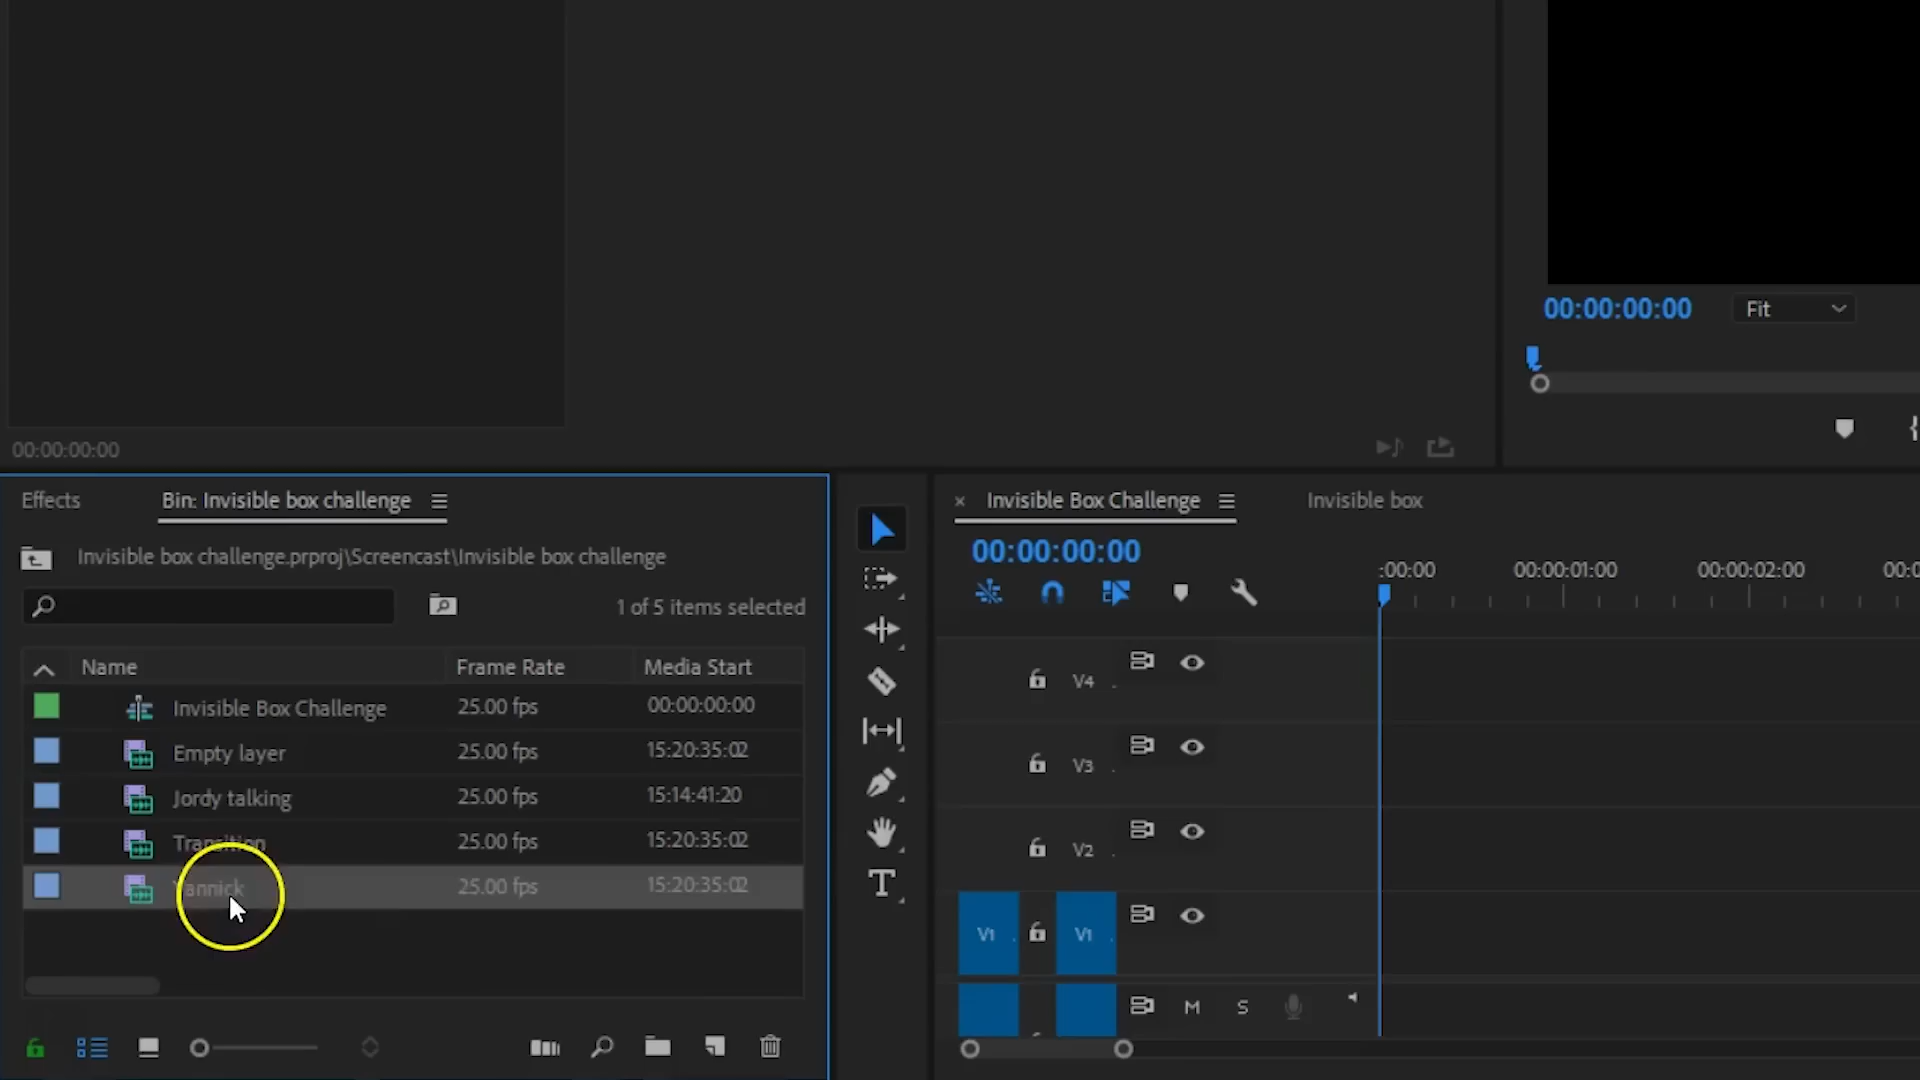 00:00:00:00
Fit
00:00:00:00
Effects
Bin: Invisible box challenge
Invisible box challenge.prproj\Screencast\Invisible box challenge
1 of 5 items selected
Name Frame Rate Media Start
Invisible Box Challenge 25.00 fps 00:00:00:00
Empty layer 25.00 fps 15:20:35:02
Jordy talking 25.00 fps 15:14:41:20
Transition 25.00 fps 15:20:35:02
Yannick 25.00 fps 15:20:35:02
Invisible Box Challenge
Invisible box
00:00:00:00
:00:00 00:00:01:00 00:00:02:00 00:0
V4
V3
V2
V1 V1
M S